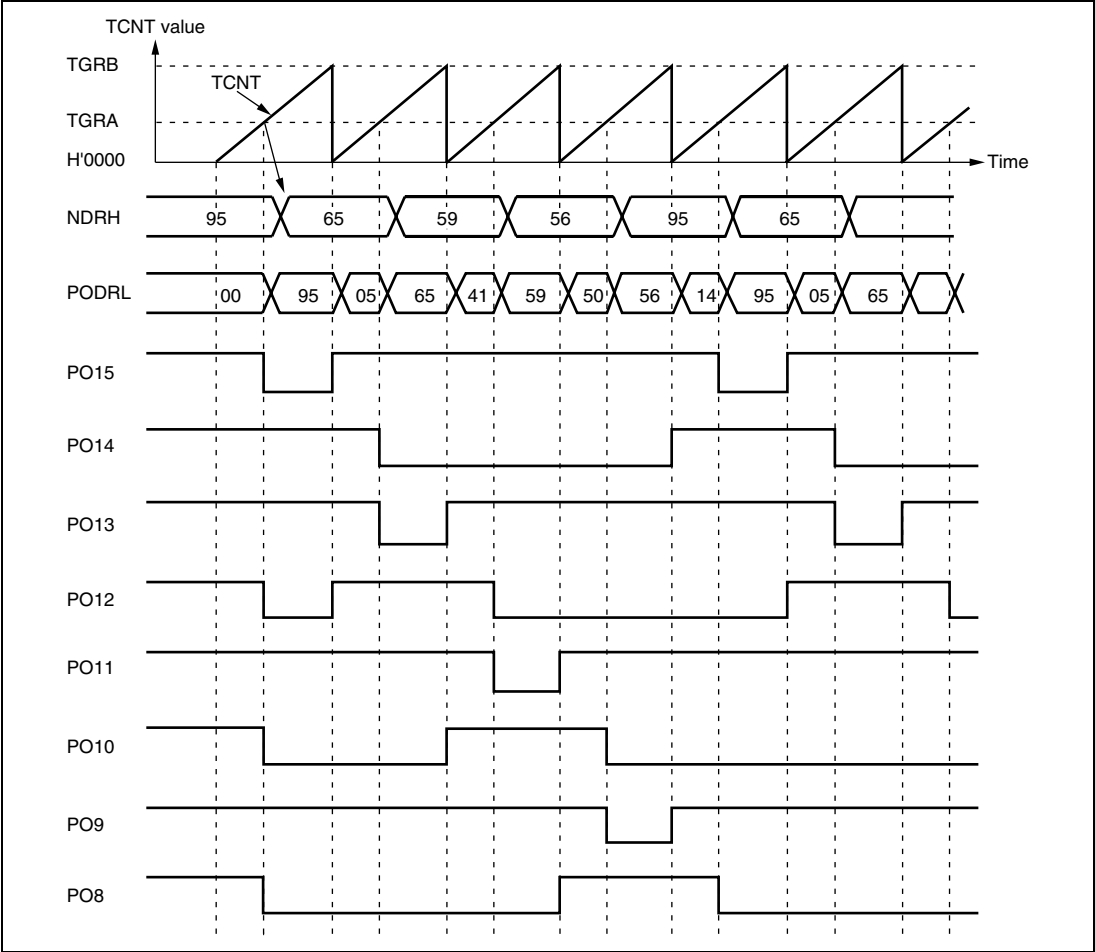 TCNT value
TGRB
TCNT
TGRA
H'0000
Time
NDRH 95 65 59 56 95 65
PODRL 00 95 05 65 41 59 50 56 14 95 05 65
PO15
PO14
PO13
PO12
PO11
PO10
PO9
PO8